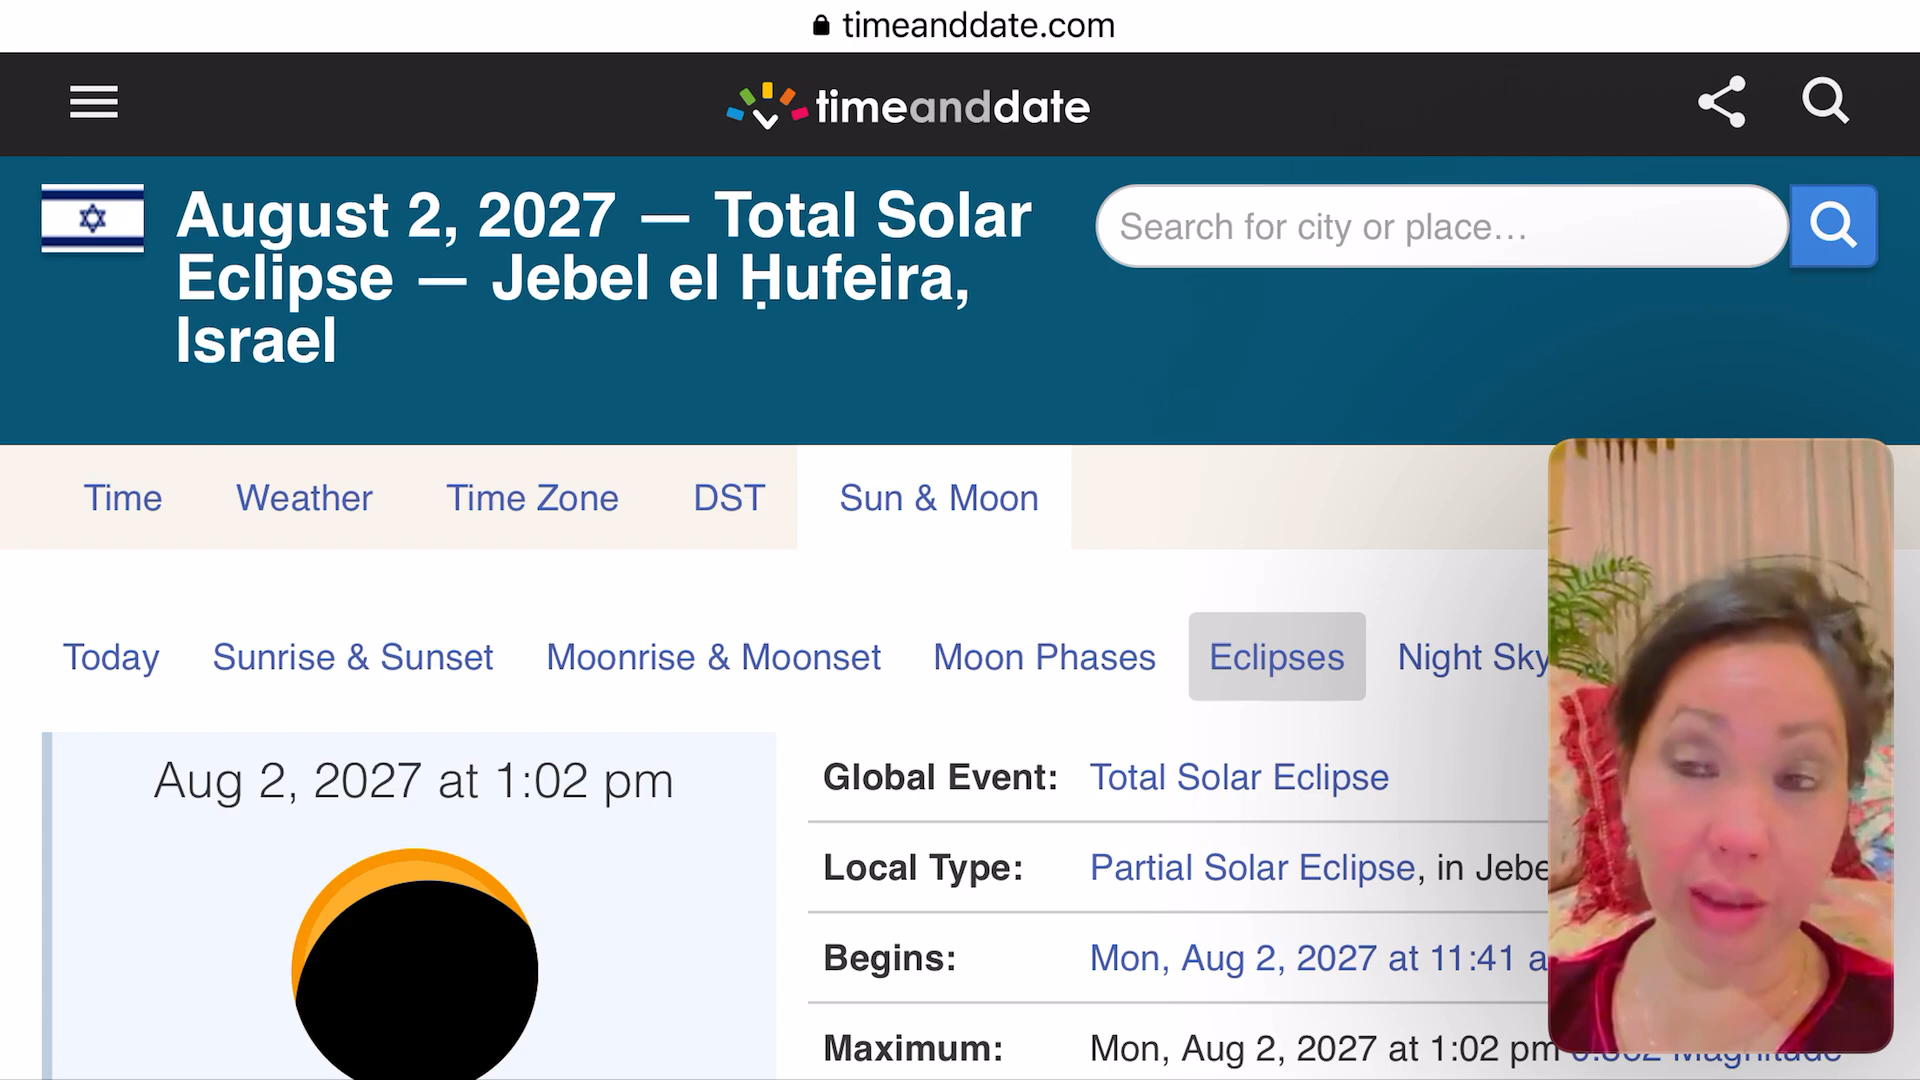 timeanddate.com
timeanddate
August 2, 2027 — Total Solar
Eclipse — Jebel el Ḥufeira,
Israel
Search for city or place...
Time Weather Time Zone DST Sun & Moon
Today Sunrise & Sunset Moonrise & Moonset Moon Phases Eclipses Night Sky
Aug 2, 2027 at 1:02 pm
Global Event: Total Solar Eclipse
Local Type: Partial Solar Eclipse, in Jebe
Begins: Mon, Aug 2, 2027 at 11:41 a
Maximum: Mon, Aug 2, 2027 at 1:02 pm Magnitude